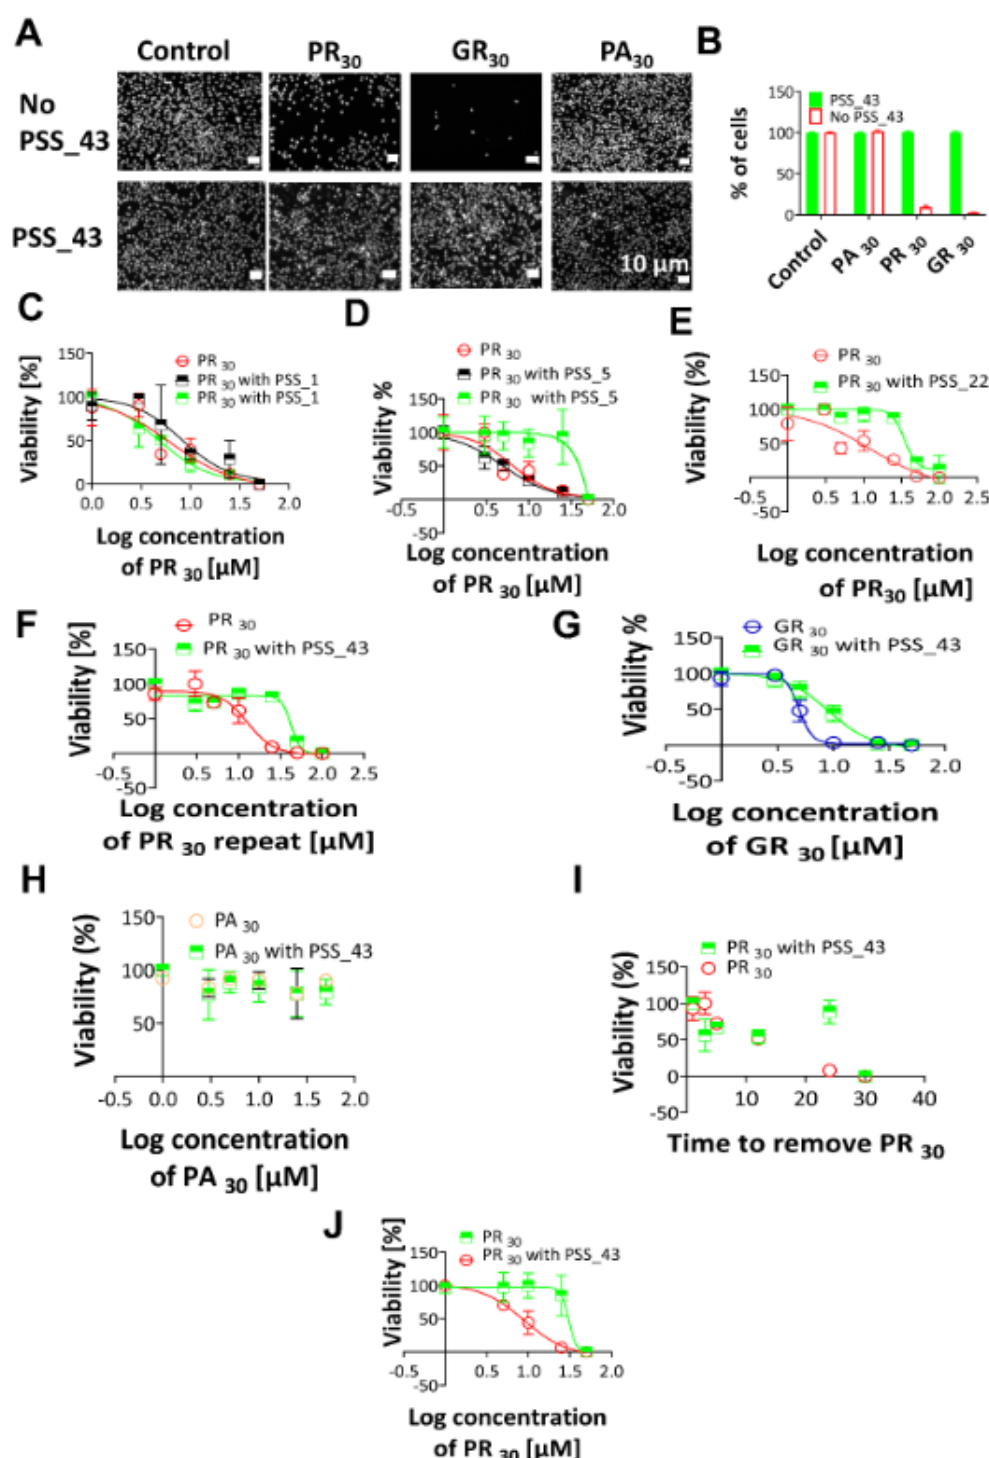 A
Control
PR30
GR30
PA30
No
PSS_43
PSS_43
10 µm
B
PSS_43
No PSS_43
% of cells
150
100
50
0
Control
PA 30
PR 30
GR 30
C
PR 30
PR 30 with PSS_1
PR 30 with PSS_1
Viability [%]
150
100
50
0
0.0 0.5 1.0 1.5 2.0
Log concentration
of PR 30 [µM]
D
PR 30
PR 30 with PSS_5
PR 30 with PSS_5
Viability %
150
100
50
-50
-0.5 0.5 1.0 1.5 2.0
Log concentration
of PR 30 [µM]
E
PR 30
PR 30 with PSS_22
Viability (%)
150
100
50
-50
-0.5 0.5 1.0 1.5 2.0 2.5
Log concentration
of PR30 [µM]
F
PR 30
PR 30 with PSS_43
Viability [%]
150
100
50
-50
-0.5 0.0 0.5 1.0 1.5 2.0 2.5
Log concentration
of PR 30 repeat [µM]
G
GR 30
GR 30 with PSS_43
Viability %
150
100
50
-50
-0.5 0.5 1.0 1.5 2.0
Log concentration
of GR 30 [µM]
H
PA 30
PA 30 with PSS_43
Viability (%)
150
100
50
-0.5 0.0 0.5 1.0 1.5 2.0
Log concentration
of PA 30 [µM]
I
PR 30 with PSS_43
PR 30
Viability (%)
150
100
50
0
-50
10 20 30 40
Time to remove PR 30
J
PR 30
PR 30 with PSS_43
Viability [%]
150
100
50
-50
-0.5 0.5 1.0 1.5 2.0
Log concentration
of PR 30 [µM]